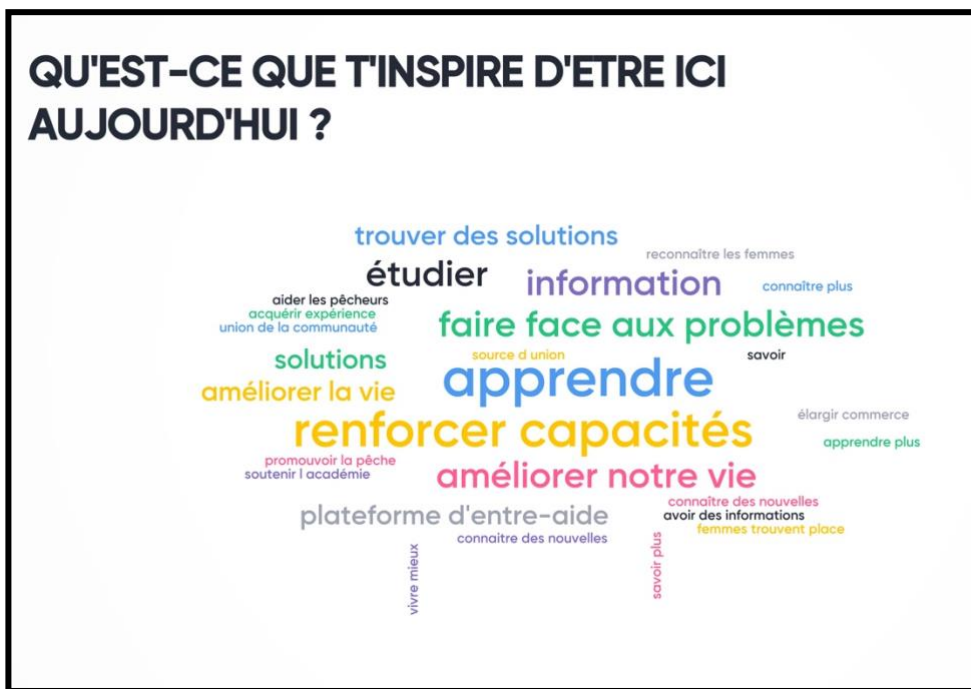 QU'EST-CE QUE T'INSPIRE D'ETRE ICI
AUJOURD'HUI ?
trouver des solutions
reconnaître les femmes
étudier
information
connaître plus
aider les pêcheurs
acquérir expérience
union de la communauté
faire face aux problèmes
solutions
source d union
savoir
apprendre
améliorer la vie
renforcer capacités
élargir commerce
apprendre plus
promouvoir la pêche
soutenir l académie
améliorer notre vie
connaître des nouvelles
plateforme d'entre-aide
avoir des informations
femmes trouvent place
connaitre des nouvelles
vivre mieux
savoir plus